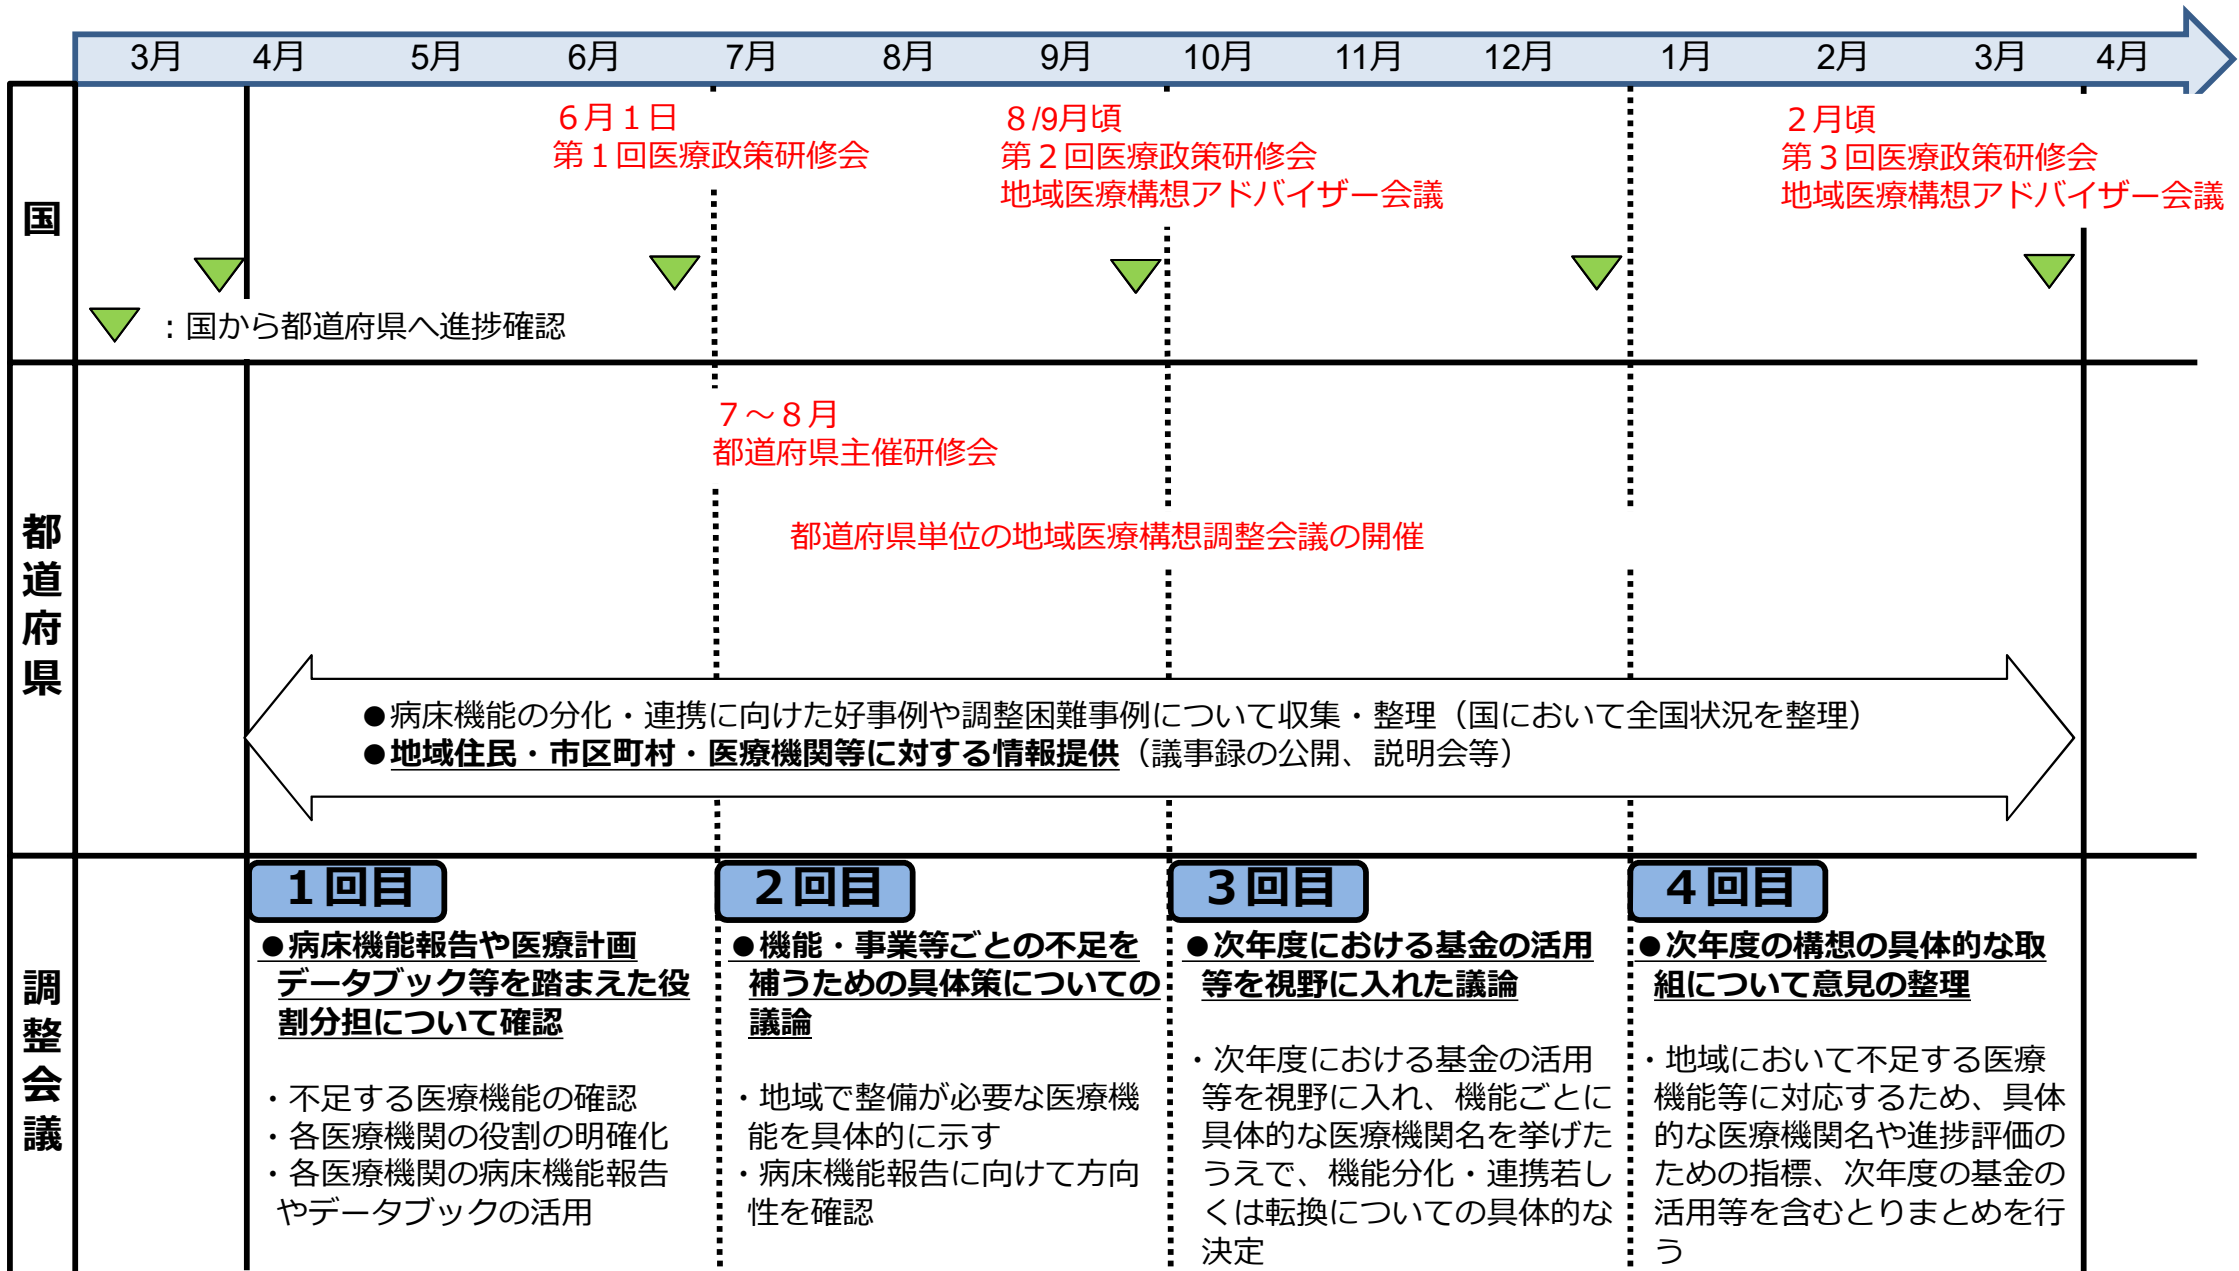 3月 4月 5月 6月 7月 8月 9月 10月 11月 12月 1月 2月 3月 4月
国
６月１日
第１回医療政策研修会
８/9月頃
第２回医療政策研修会
地域医療構想アドバイザー会議
２月頃
第３回医療政策研修会
地域医療構想アドバイザー会議
：国から都道府県へ進捗確認
都道府県
７～８月
都道府県主催研修会
都道府県単位の地域医療構想調整会議の開催
●病床機能の分化・連携に向けた好事例や調整困難事例について収集・整理（国において全国状況を整理）
●地域住民・市区町村・医療機関等に対する情報提供（議事録の公開、説明会等）
調整会議
１回目
●病床機能報告や医療計画
データブック等を踏まえた役
割分担について確認
・不足する医療機能の確認
・各医療機関の役割の明確化
・各医療機関の病床機能報告
やデータブックの活用
２回目
●機能・事業等ごとの不足を
補うための具体策についての
議論
・地域で整備が必要な医療機
能を具体的に示す
・病床機能報告に向けて方向
性を確認
３回目
●次年度における基金の活用
等を視野に入れた議論
・次年度における基金の活用
等を視野に入れ、機能ごとに
具体的な医療機関名を挙げた
うえで、機能分化・連携若し
くは転換についての具体的な
決定
４回目
●次年度の構想の具体的な取
組について意見の整理
・地域において不足する医療
機能等に対応するため、具体
的な医療機関名や進捗評価の
ための指標、次年度の基金の
活用等を含むとりまとめを行
う